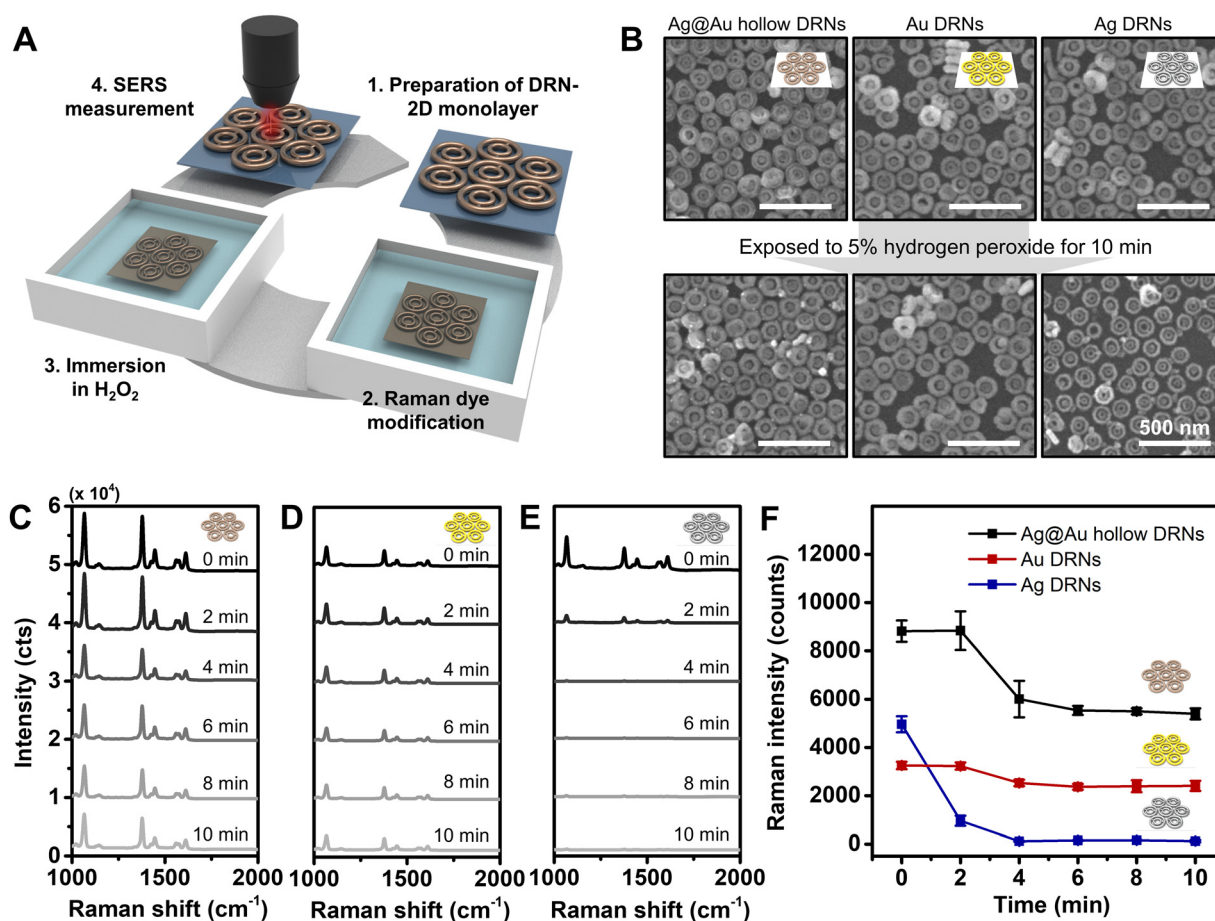 A
4. SERS
measurement
1. Preparation of DRN-
2D monolayer
3. Immersion
in H₂O₂
2. Raman dye
modification
B
Ag@Au hollow DRNs
Au DRNs
Ag DRNs
Exposed to 5% hydrogen peroxide for 10 min
500 nm
C
(x 10⁴)
Intensity (cts)
6
5
4
3
2
1
0
0 min
2 min
4 min
6 min
8 min
10 min
1000
1500
2000
Raman shift (cm⁻¹)
D
0 min
2 min
4 min
6 min
8 min
10 min
1000
1500
2000
Raman shift (cm⁻¹)
E
0 min
2 min
4 min
6 min
8 min
10 min
1000
1500
2000
Raman shift (cm⁻¹)
F
Ag@Au hollow DRNs
Au DRNs
Ag DRNs
Raman intensity (counts)
12000
10000
8000
6000
4000
2000
0
0
2
4
6
8
10
Time (min)